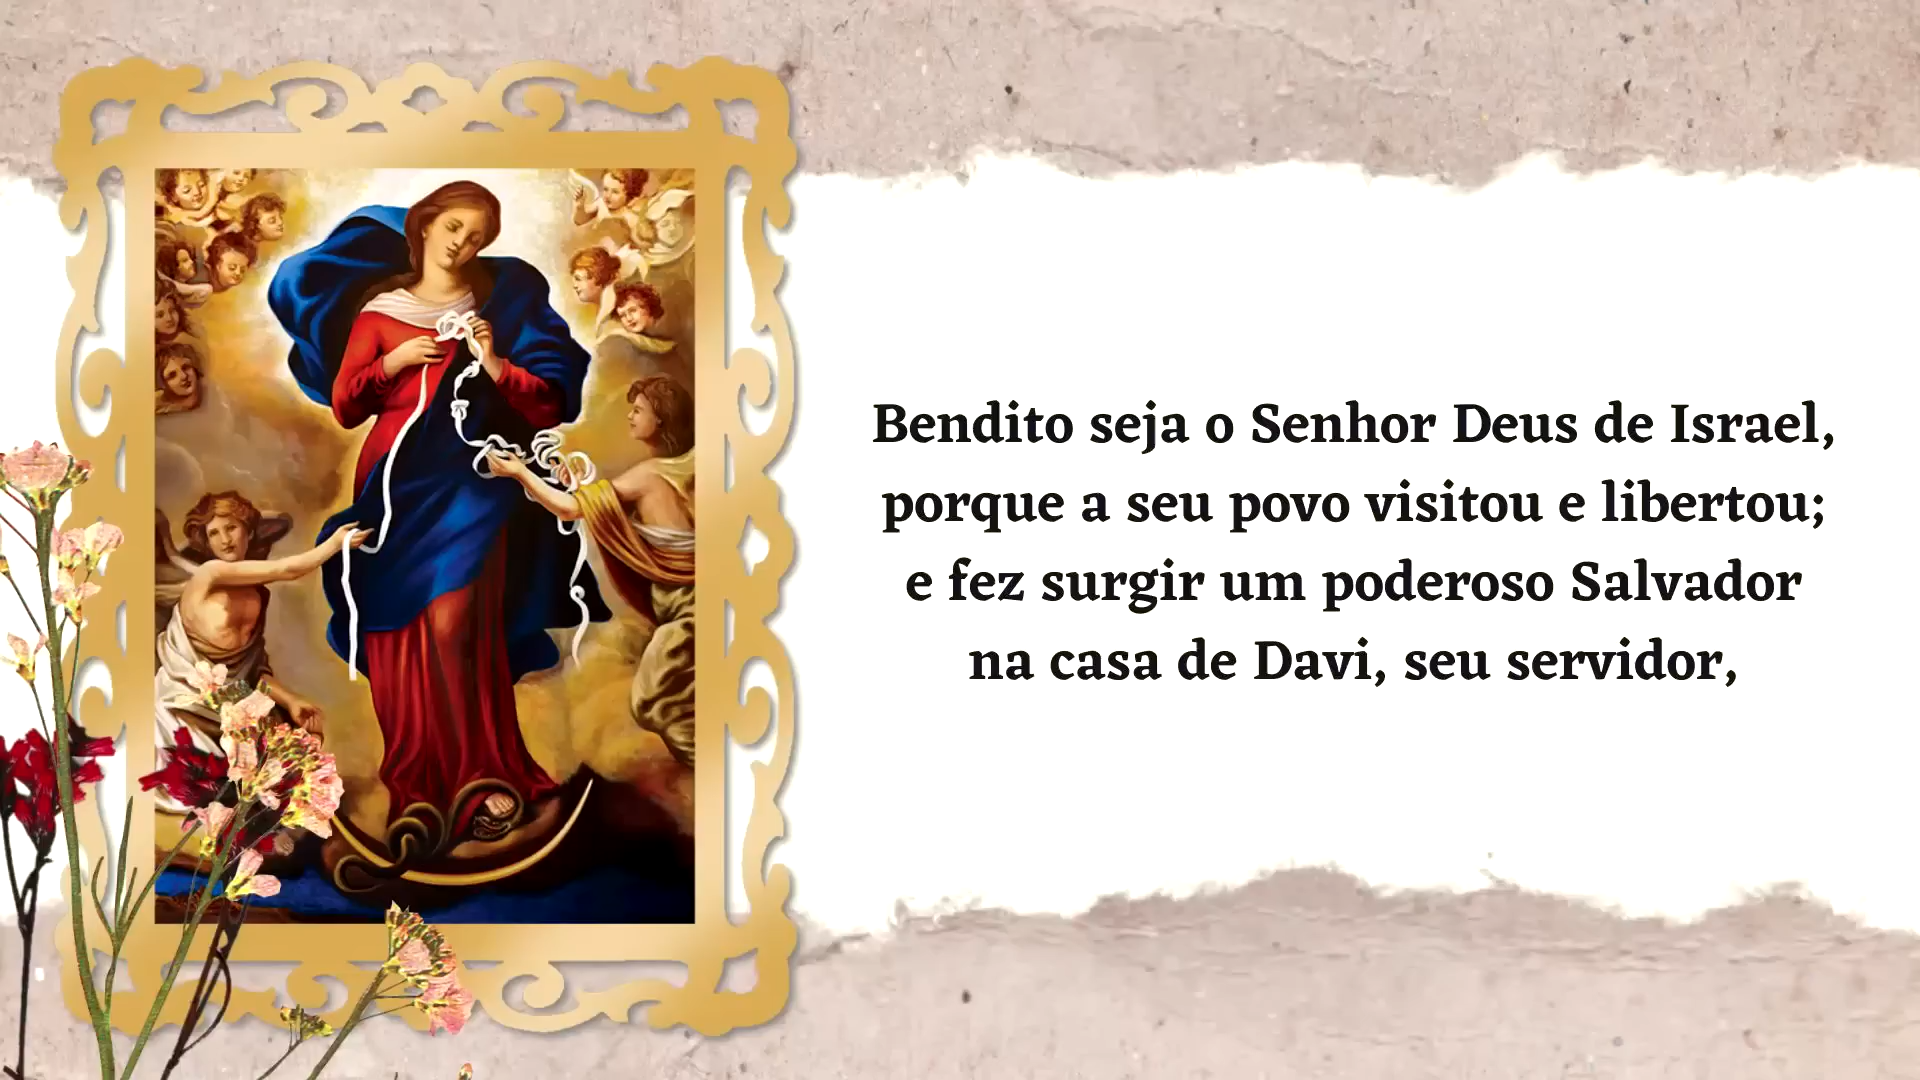 Bendito seja o Senhor Deus de Israel,
porque a seu povo visitou e libertou;
e fez surgir um poderoso Salvador
na casa de Davi, seu servidor,